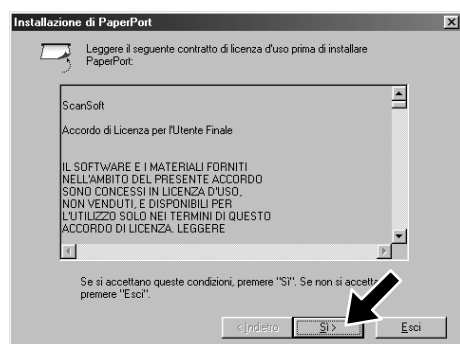 Installazione di PaperPort
Leggere il seguente contratto di licenza d'uso prima di installare
PaperPort:
ScanSoft
Accordo di Licenza per l'Utente Finale
IL SOFTWARE E I MATERIALI FORNITI
NELL'AMBITO DEL PRESENTE ACCORDO
SONO CONCESSI IN LICENZA D'USO,
NON VENDUTI, E DISPONIBILI PER
L'UTILIZZO SOLO NEI TERMINI DI QUESTO
ACCORDO DI LICENZA. LEGGERE
Se si accettano queste condizioni, premere "Sì". Se non si
premere "Esci".
< Indietro Sì > Esci